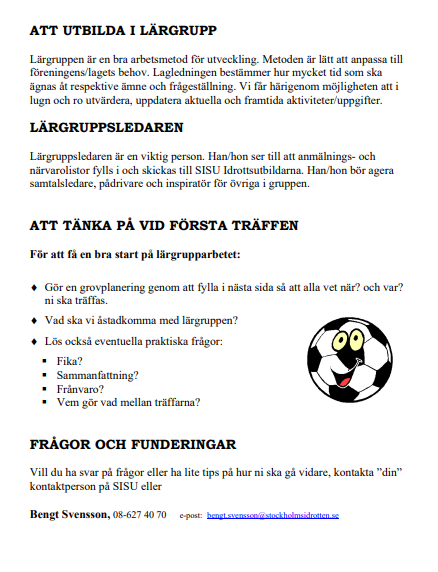 ATT UTBILDA I LÄRGRUPP
Lärgruppen är en bra arbetsmetod för utveckling. Metoden är lätt att anpassa till
föreningens/lagets behov. Lagledningen bestämmer hur mycket tid som ska
ägnas åt respektive ämne och frågeställning. Vi får härigenom möjligheten att i
lugn och ro utvärdera, uppdatera aktuella och framtida aktiviteter/uppgifter.
LÄRGRUPPSLEDAREN
Lärgruppsledaren är en viktig person. Han/hon ser till att anmälnings- och
närvarolistor fylls i och skickas till SISU Idrottsutbildarna. Han/hon bör agera
samtalsledare, pådrivare och inspiratör för övriga i gruppen.
ATT TÄNKA PÅ VID FÖRSTA TRÄFFEN
För att få en bra start på lärgrupparbetet:
♦ Gör en grovplanering genom att fylla i nästa sida så att alla vet när? och var?
ni ska träffas.
♦ Vad ska vi åstadkomma med lärgruppen?
♦ Lös också eventuella praktiska frågor:
▪ Fika?
▪ Sammanfattning?
▪ Frånvaro?
▪ Vem gör vad mellan träffarna?
FRÅGOR OCH FUNDERINGAR
Vill du ha svar på frågor eller ha lite tips på hur ni ska gå vidare, kontakta ”din”
kontaktperson på SISU eller
Bengt Svensson, 08-627 40 70 e-post: bengt.svensson@stockholmsidrotten.se